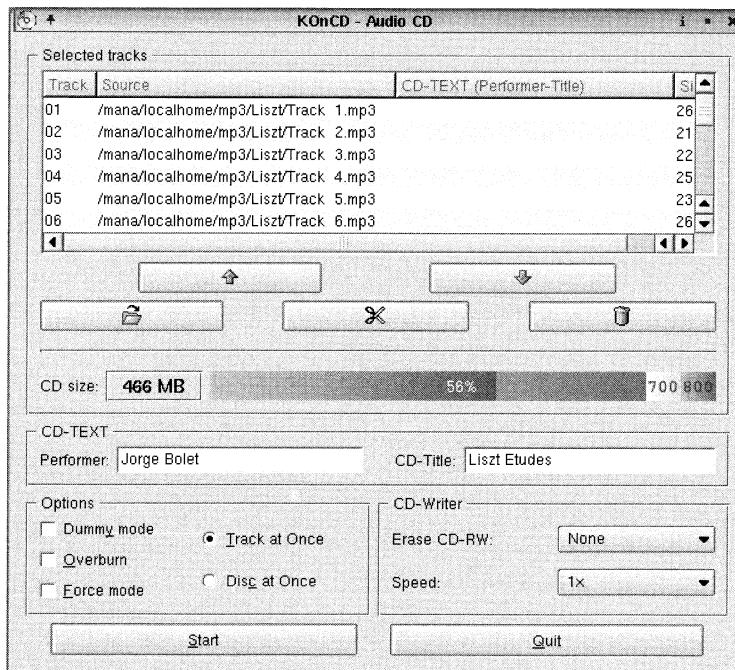 KOnCD - Audio CD
Selected tracks
Track Source CD-TEXT (Performer-Title) Si
01 /mana/localhome/mp3/Liszt/Track 1.mp3 26
02 /mana/localhome/mp3/Liszt/Track 2.mp3 21
03 /mana/localhome/mp3/Liszt/Track 3.mp3 22
04 /mana/localhome/mp3/Liszt/Track 4.mp3 25
05 /mana/localhome/mp3/Liszt/Track 5.mp3 23
06 /mana/localhome/mp3/Liszt/Track 6.mp3 26
CD size: 466 MB 56% 700 800
CD-TEXT
Performer: Jorge Bolet CD-Title: Liszt Etudes
Options
Dummy mode
Overburn
Force mode
Track at Once
Disc at Once
CD-Writer
Erase CD-RW: None
Speed: 1x
Start Quit